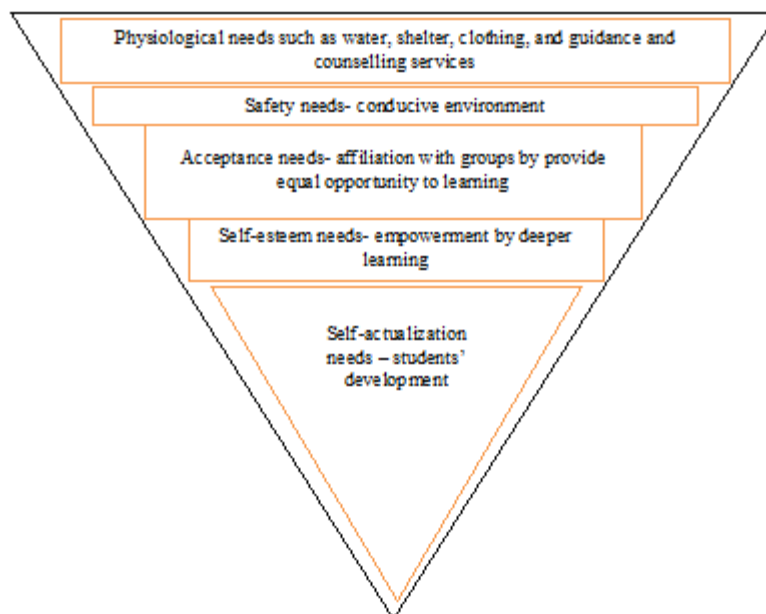 Physiological needs such as water, shelter, clothing, and guidance and
counselling services
Safety needs- conducive environment
Acceptance needs- affiliation with groups by provide
equal opportunity to learning
Self-esteem needs- empowerment by deeper
learning
Self-actualization
needs – students’
development